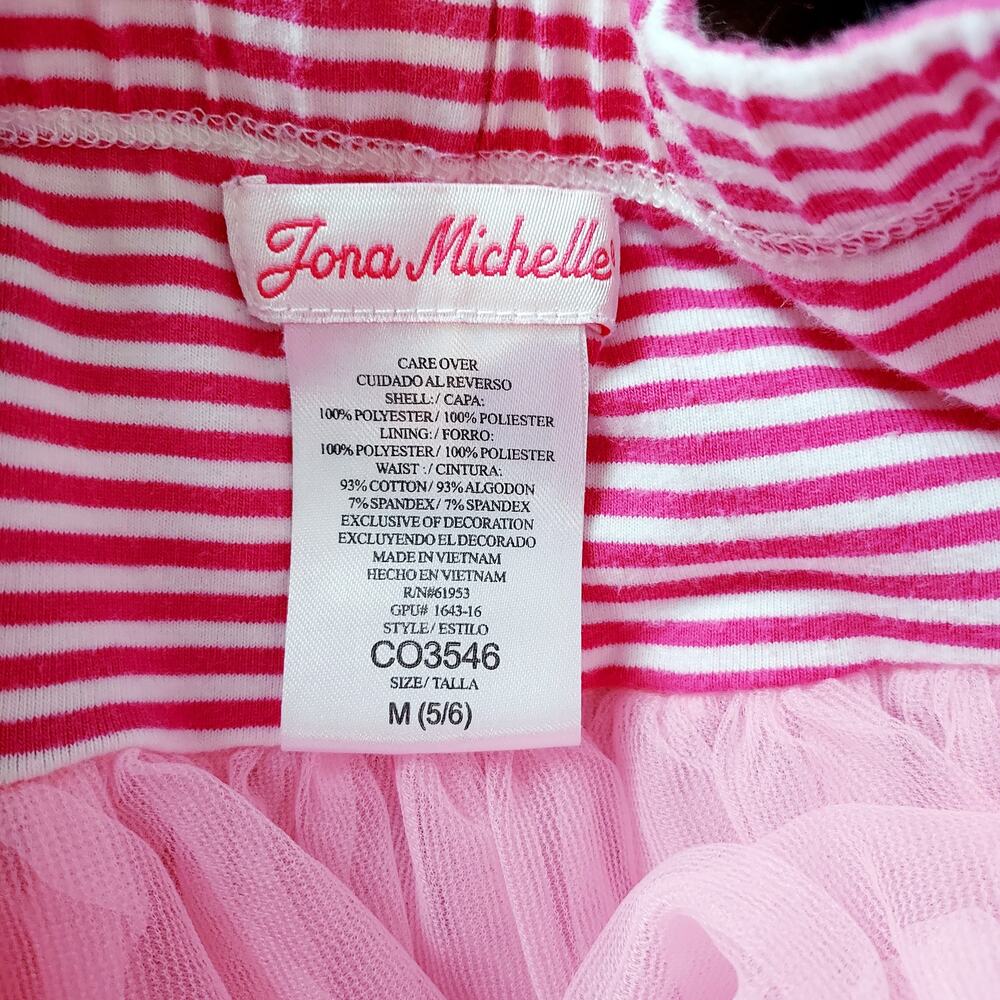 Jona Michelle
CARE OVER
CUIDADO AL REVERSO
SHELL:/ CAPA:
100% POLYESTER/ 100% POLIESTER
LINING:/ FORRO:
100% POLYESTER/ 100% POLIESTER
WAIST :/ CINTURA:
93% COTTON/ 93% ALGODON
7% SPANDEX/ 7% SPANDEX
EXCLUSIVE OF DECORATION
EXCLUYENDO EL DECORADO
MADE IN VIETNAM
HECHO EN VIETNAM
R/N#61953
GPU# 1643-16
STYLE/ ESTILO
CO3546
SIZE/ TALLA
M (5/6)